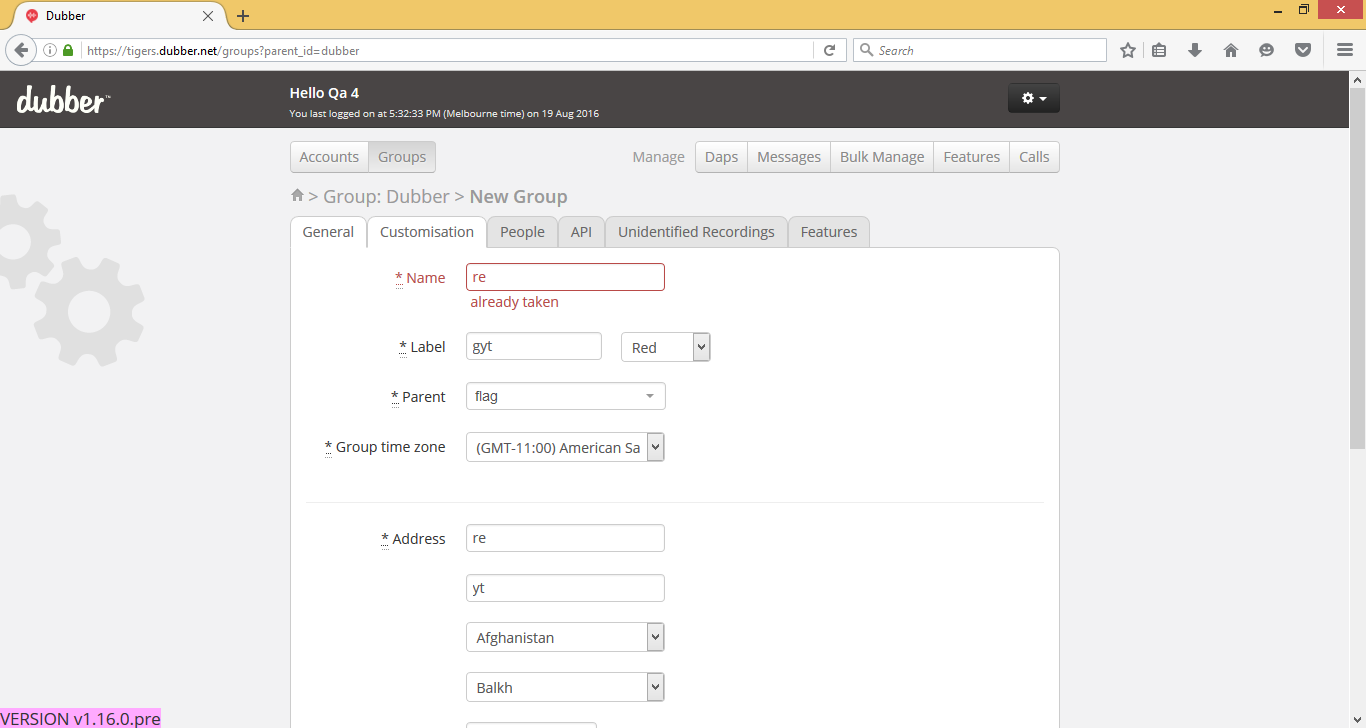 Dubber
https://tigers.dubber.net/groups?parent_id=dubber
Search
dubber™
Hello Qa 4
You last logged on at 5:32:33 PM (Melbourne time) on 19 Aug 2016
Accounts Groups Manage Daps Messages Bulk Manage Features Calls
> Group: Dubber > New Group
General Customisation People API Unidentified Recordings Features
* Name re
already taken
* Label gyt Red
* Parent flag
* Group time zone (GMT-11:00) American Sa
* Address re
yt
Afghanistan
Balkh
VERSION v1.16.0.pre